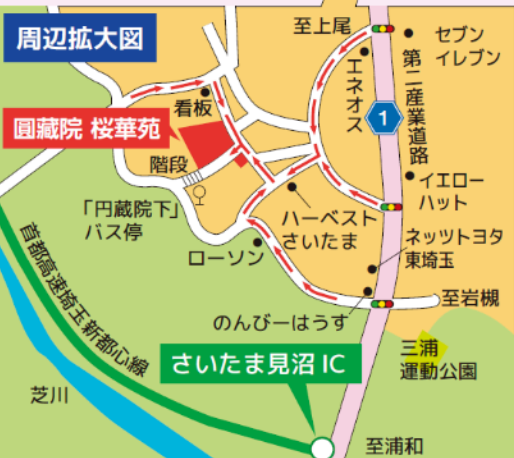 周辺拡大図
至上尾
セブン
イレブン
エネオス
第二産業道路
1
看板
圓藏院 桜華苑
階段
「円蔵院下」
バス停
ハーベスト
さいたま
イエロー
ハット
ローソン
ネッツトヨタ
東埼玉
のんびーはうす
至岩槻
首都高速埼玉新都心線
さいたま見沼 IC
三浦
運動公園
芝川
至浦和